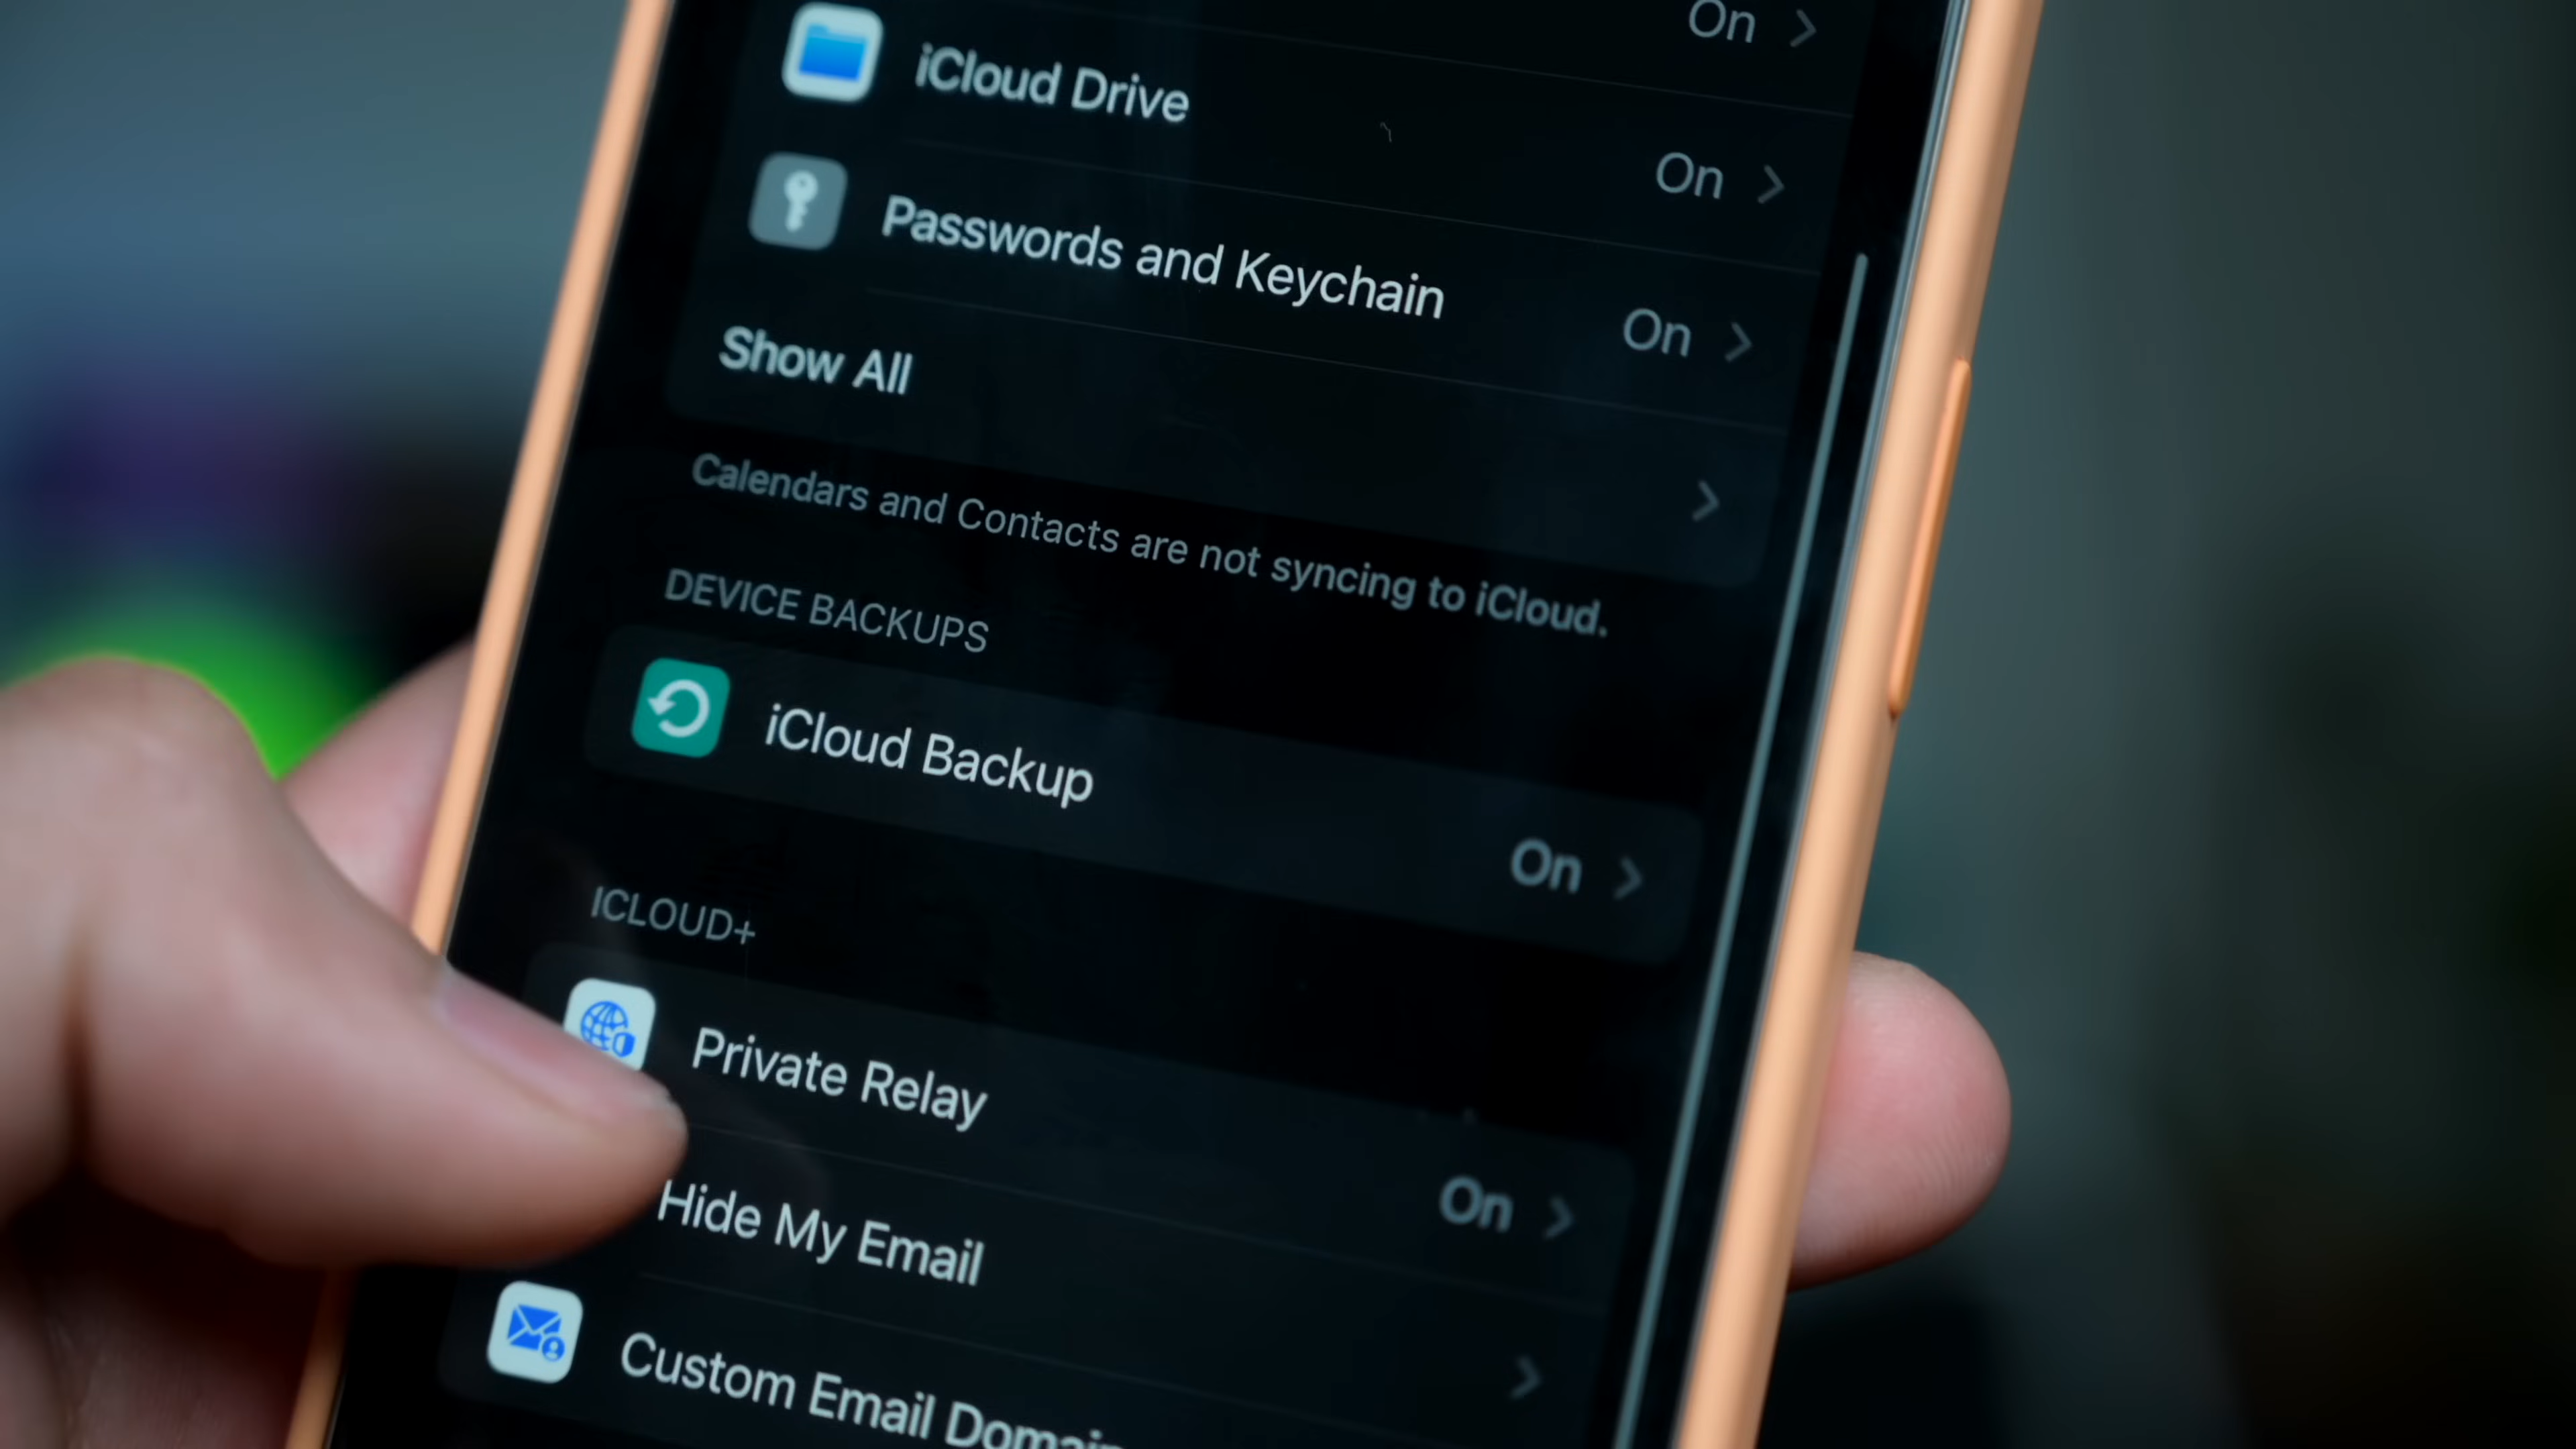 On
iCloud Drive
On
Passwords and Keychain
On
Show All
Calendars and Contacts are not syncing to iCloud.
DEVICE BACKUPS
iCloud Backup
On
ICLOUD+
Private Relay
On
Hide My Email
Custom Email Domain